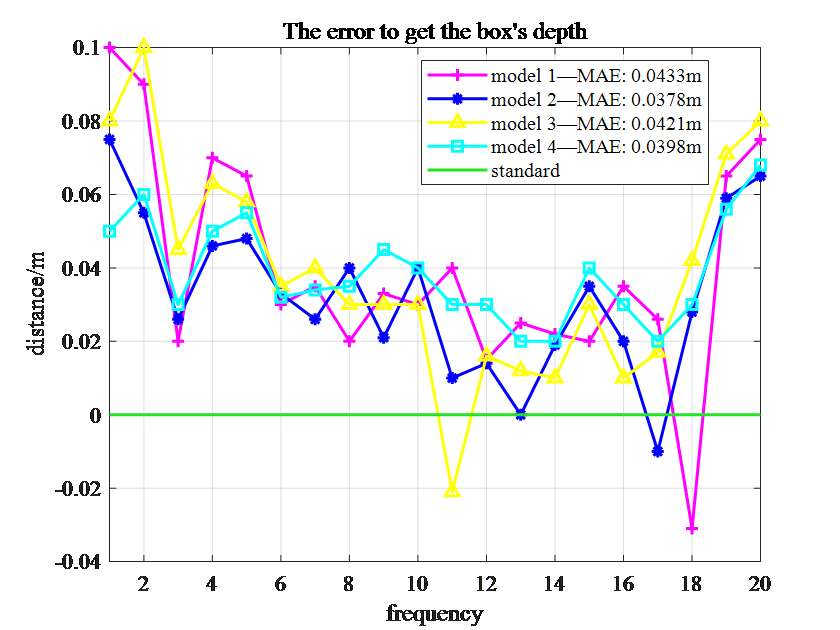 The error to get the box's depth
model 1—MAE: 0.0433m
model 2—MAE: 0.0378m
model 3—MAE: 0.0421m
model 4—MAE: 0.0398m
standard
0.1
0.08
0.06
0.04
0.02
0
-0.02
-0.04
distance/m
2 4 6 8 10 12 14 16 18 20
frequency